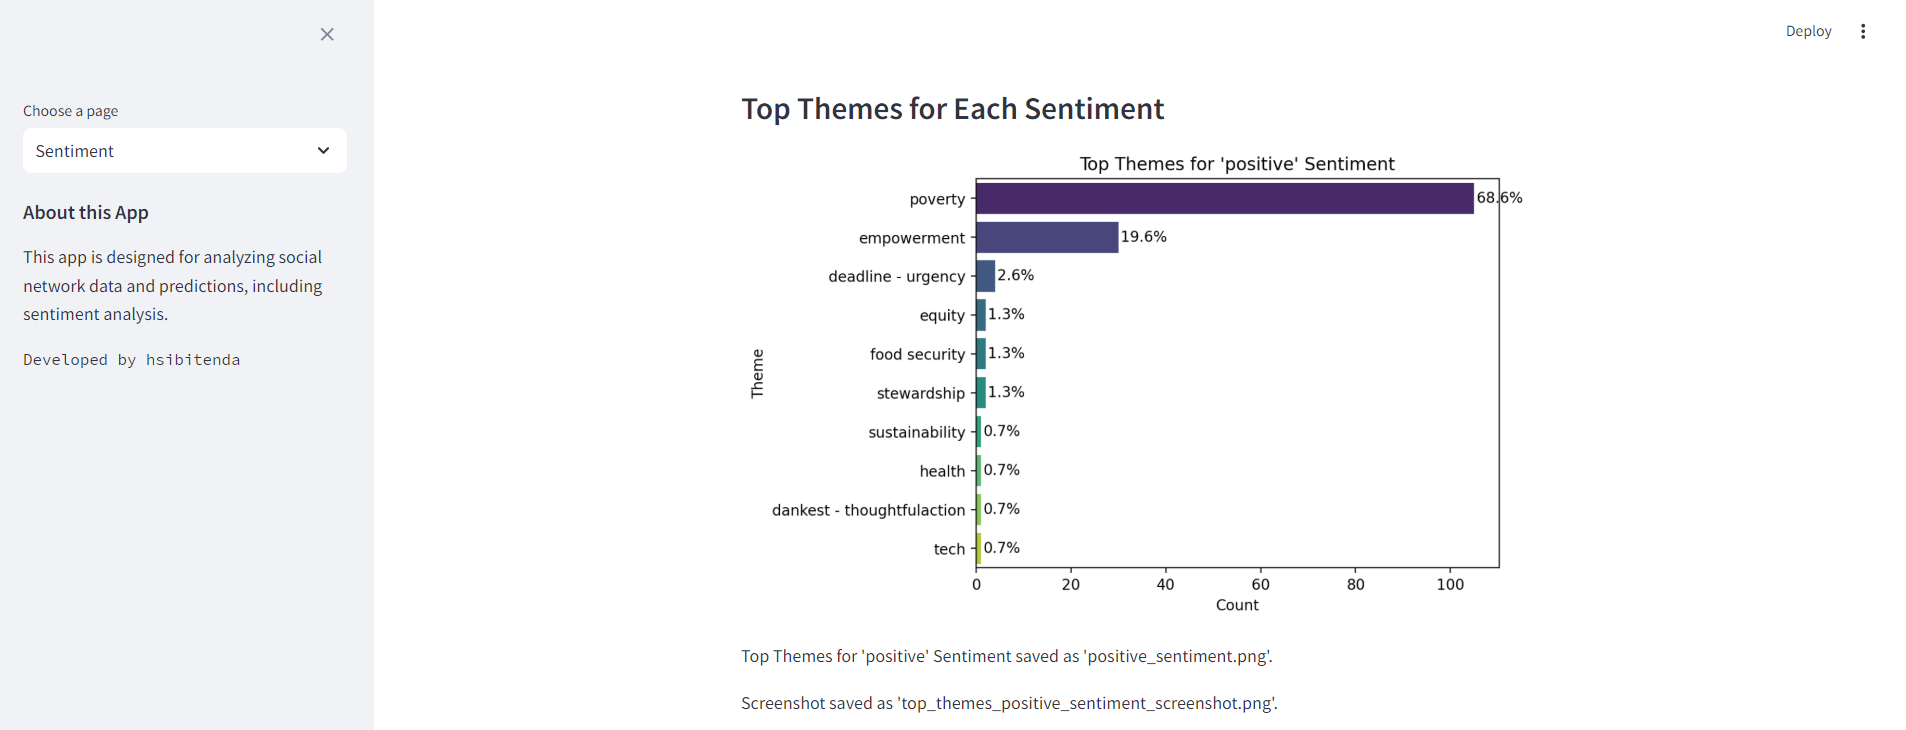 Deploy
Choose a page
Sentiment
About this App
This app is designed for analyzing social
network data and predictions, including
sentiment analysis.
Developed by hsibitenda
Top Themes for Each Sentiment
Top Themes for 'positive' Sentiment
Theme
poverty 68.6%
empowerment 19.6%
deadline - urgency 2.6%
equity 1.3%
food security 1.3%
stewardship 1.3%
sustainability 0.7%
health 0.7%
dankest - thoughtfulaction 0.7%
tech 0.7%
0 20 40 60 80 100
Count
Top Themes for 'positive' Sentiment saved as 'positive_sentiment.png'.
Screenshot saved as 'top_themes_positive_sentiment_screenshot.png'.